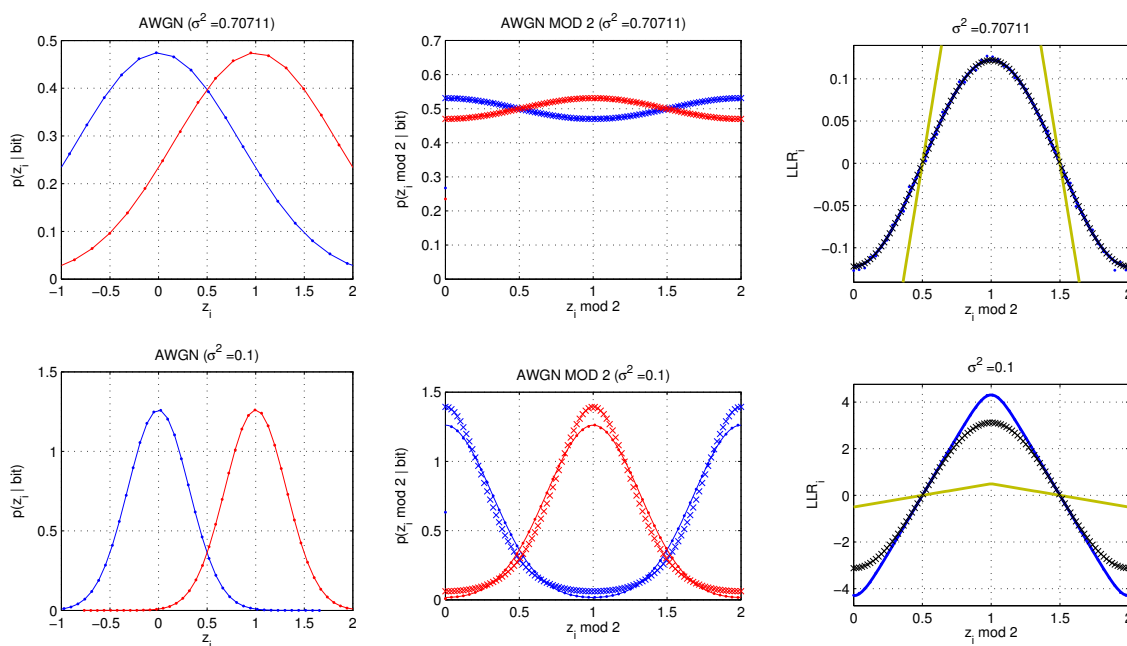 AWGN (σ² =0.70711)
0.5
0.4
0.3
0.2
0.1
0
p(z_i | bit)
−1 −0.5 0 0.5 1 1.5 2
z_i
AWGN MOD 2 (σ² =0.70711)
0.7
0.6
0.5
0.4
0.3
0.2
0.1
0
p(z_i mod 2 | bit)
0 0.5 1 1.5 2
z_i mod 2
σ² =0.70711
0.1
0.05
0
−0.05
−0.1
LLR_i
0 0.5 1 1.5 2
z_i mod 2
AWGN (σ² =0.1)
1.5
1
0.5
0
p(z_i | bit)
−1 −0.5 0 0.5 1 1.5 2
z_i
AWGN MOD 2 (σ² =0.1)
1.5
1
0.5
0
p(z_i mod 2 | bit)
0 0.5 1 1.5 2
z_i mod 2
σ² =0.1
4
2
0
−2
−4
LLR_i
0 0.5 1 1.5 2
z_i mod 2